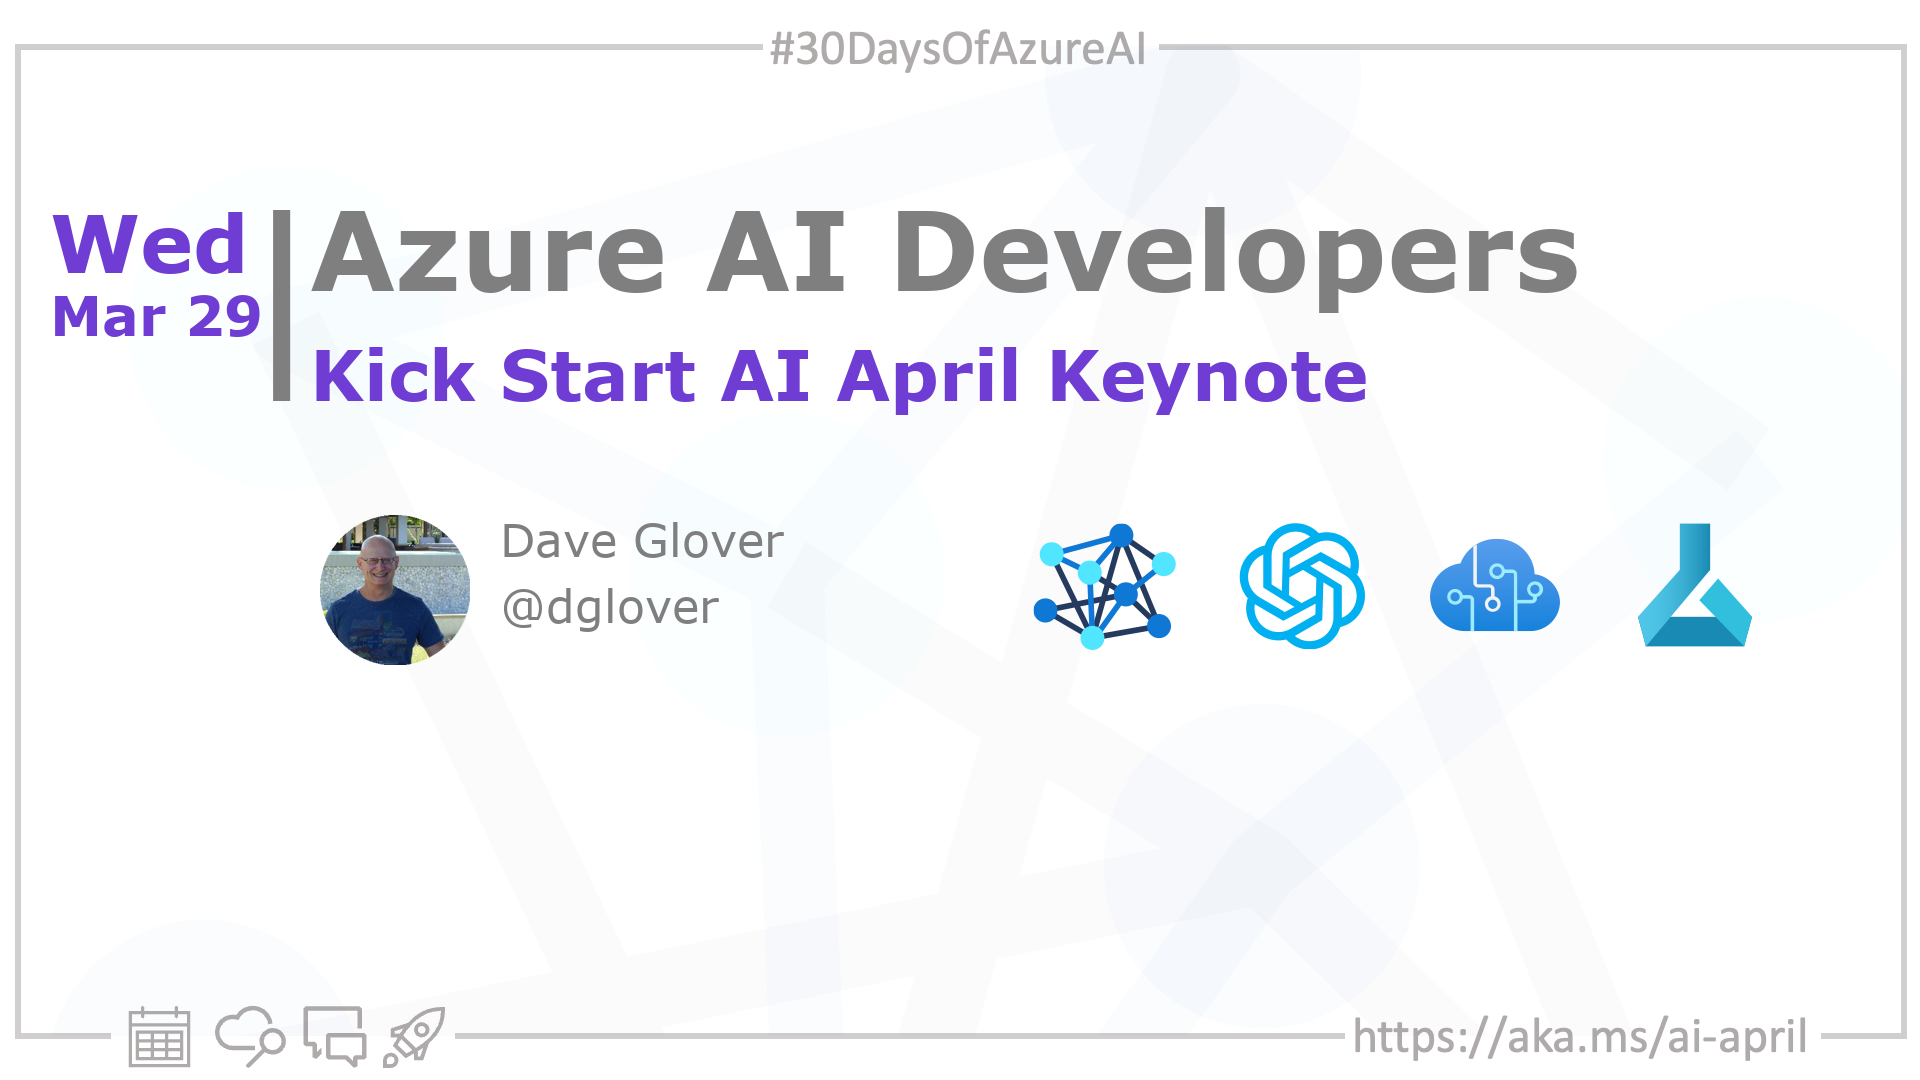 #30DaysOfAzureAI
Wed
Mar 29
Azure AI Developers
Kick Start AI April Keynote
Dave Glover
@dglover
https://aka.ms/ai-april